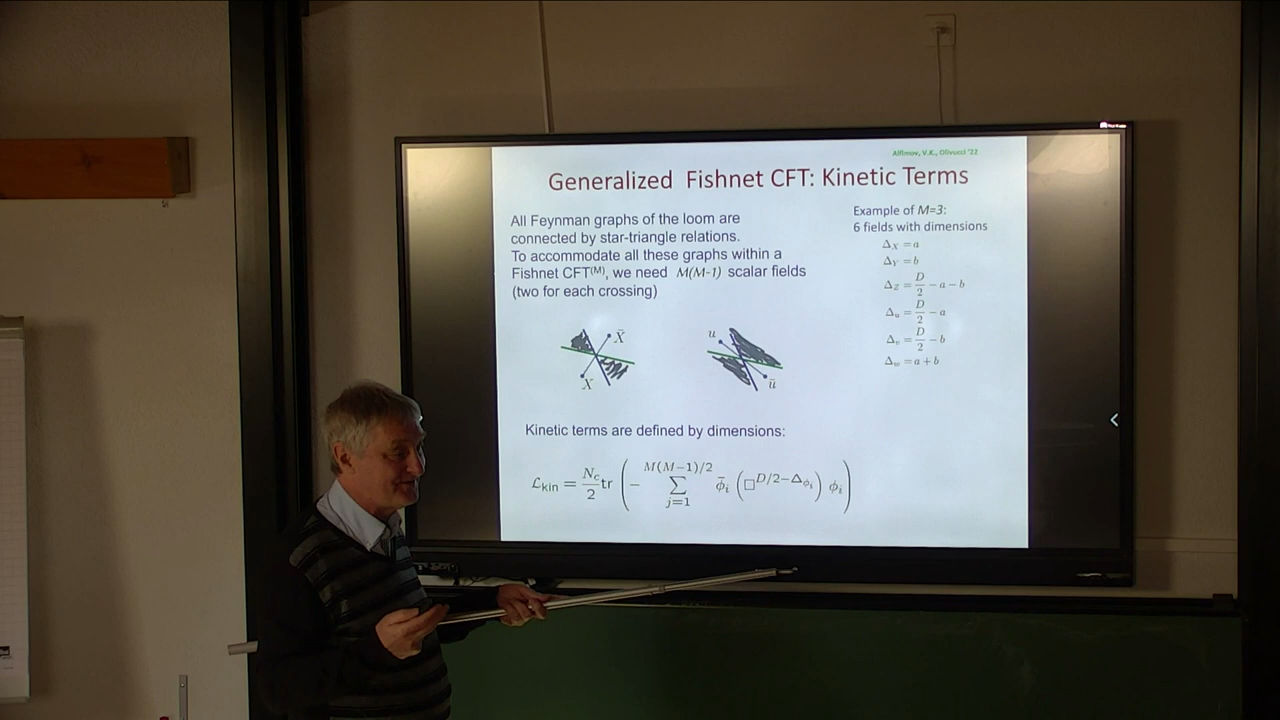 Alfimov, V.K., Olivucci '22
Generalized Fishnet CFT: Kinetic Terms
All Feynman graphs of the loom are
connected by star-triangle relations.
To accommodate all these graphs within a
Fishnet CFT⁽ᴹ⁾, we need M(M-1) scalar fields
(two for each crossing)
Example of M=3:
6 fields with dimensions
Δ_X = a
Δ_Y = b
Δ_Z = D/2 − a − b
Δ_u = D/2 − a
Δ_v = D/2 − b
Δ_w = a + b
X̄
X
u
ū
Kinetic terms are defined by dimensions:
ℒ_kin = N_c/2 tr ( − ∑_{j=1}^{M(M−1)/2} φ̄_i ( □^{D/2−Δ_{φ_i}} ) φ_i )